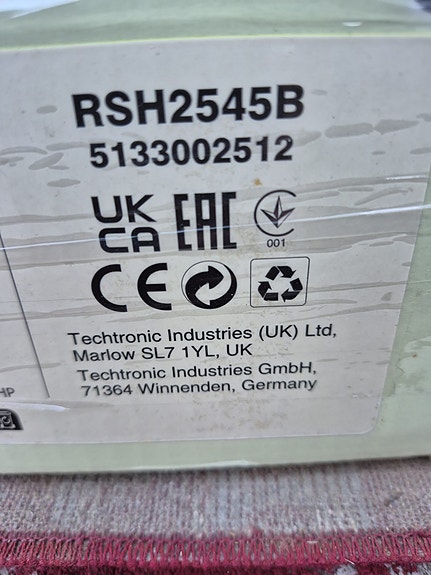 RSH2545B
5133002512
UK
CA EAC
001
CE
Techtronic Industries (UK) Ltd,
Marlow SL7 1YL, UK
Techtronic Industries GmbH,
71364 Winnenden, Germany
HP